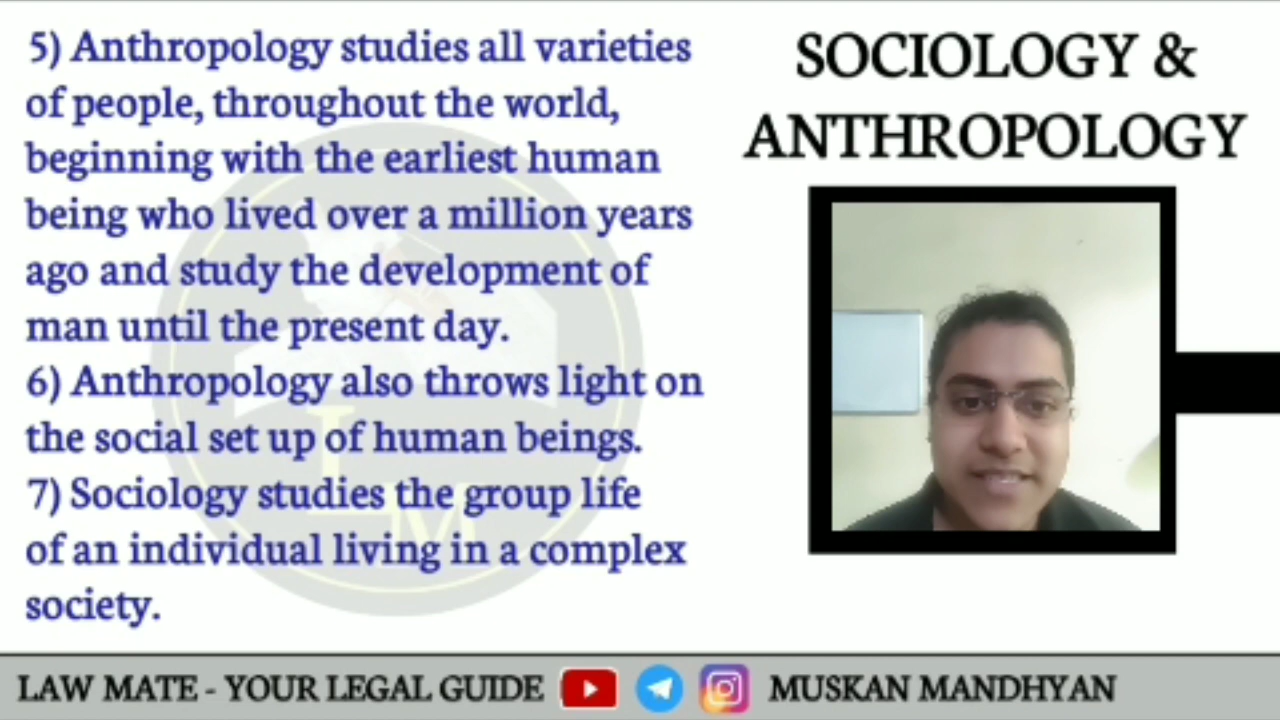 5) Anthropology studies all varieties
of people, throughout the world,
beginning with the earliest human
being who lived over a million years
ago and study the development of
man until the present day.
6) Anthropology also throws light on
the social set up of human beings.
7) Sociology studies the group life
of an individual living in a complex
society.
SOCIOLOGY &
ANTHROPOLOGY
L
M
LAW MATE - YOUR LEGAL GUIDE
MUSKAN MANDHYAN